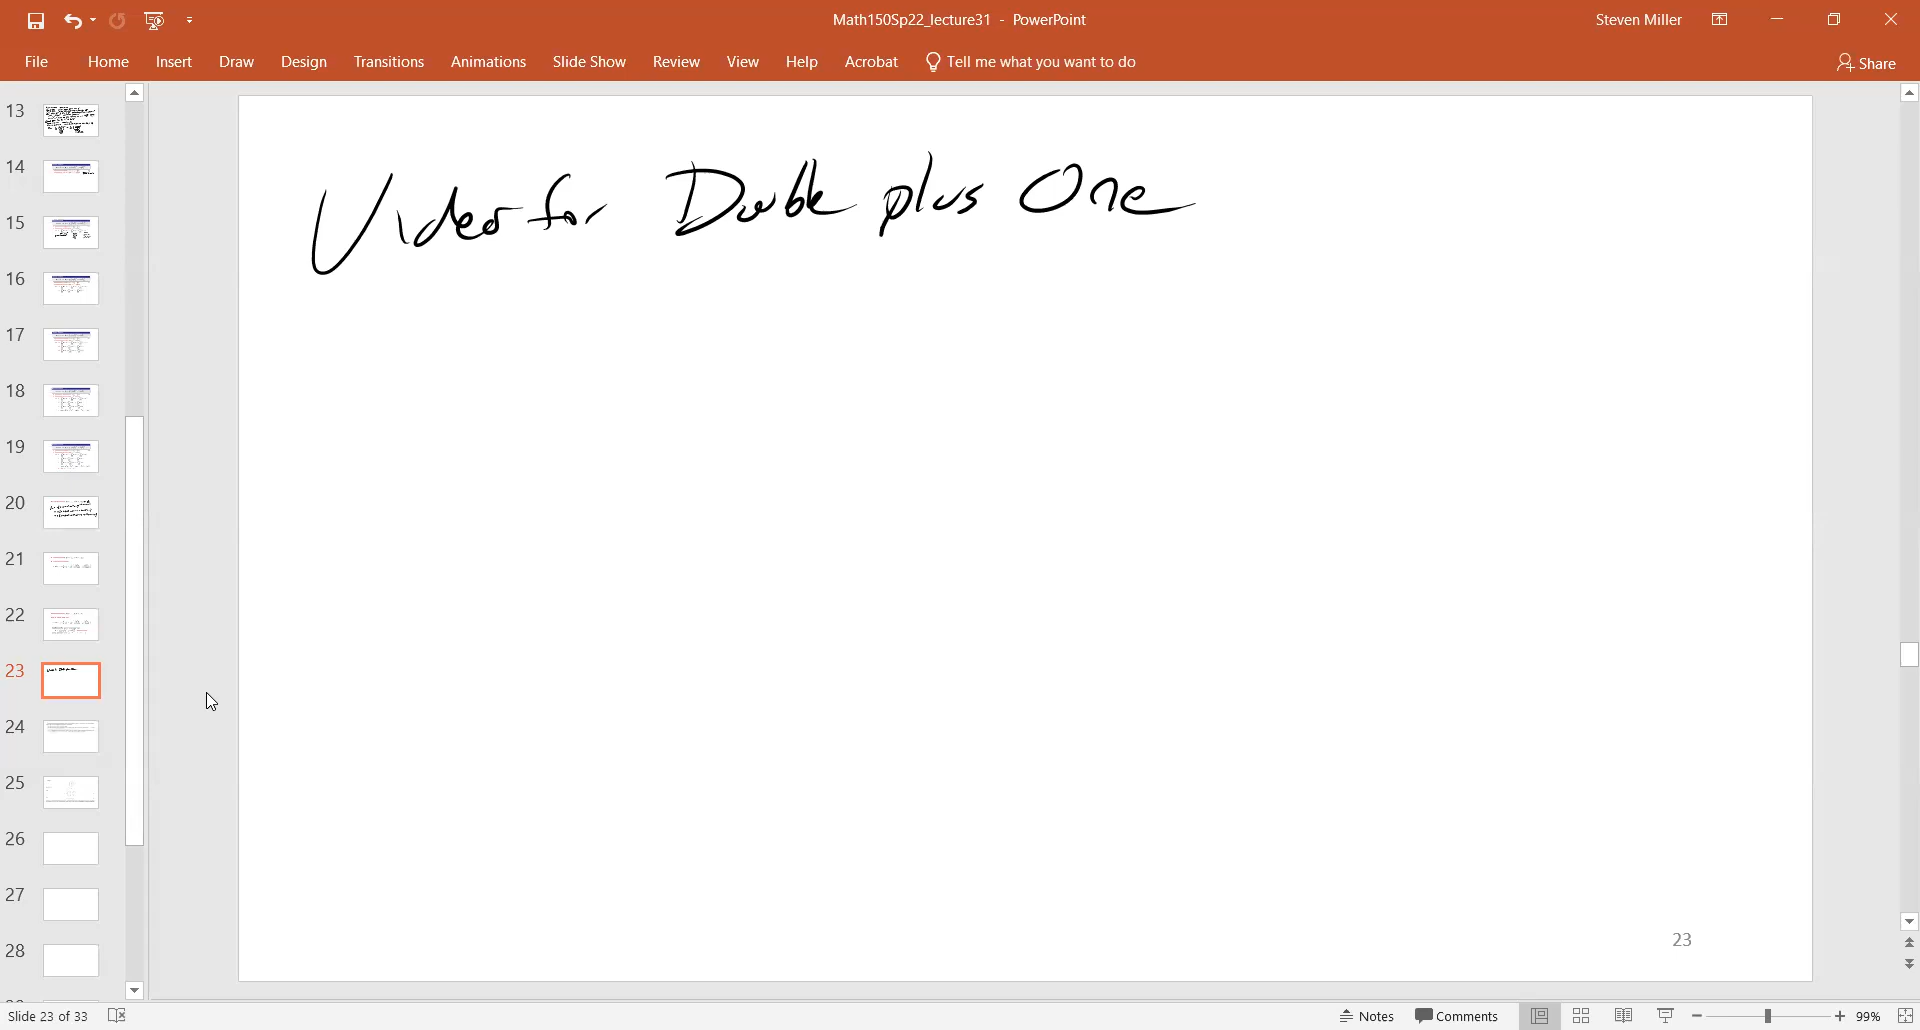 Math150Sp22_lecture31 - PowerPoint
Steven Miller
File Home Insert Draw Design Transitions Animations Slide Show Review View Help Acrobat Tell me what you want to do
Share
13
14
15
16
17
18
19
20
21
22
23
24
25
26
27
28
Video for Double plus One
23
Slide 23 of 33
Notes Comments 99%